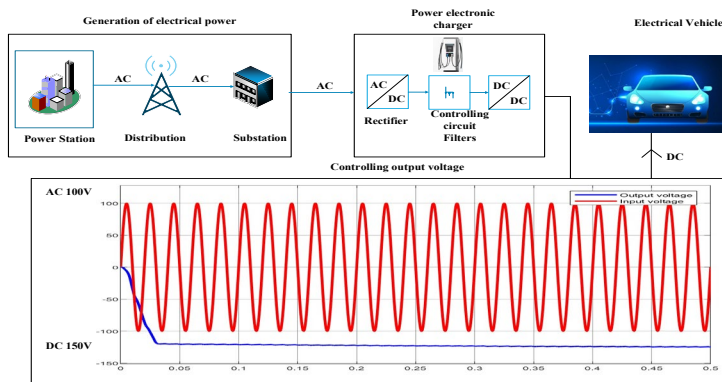 Generation of electrical power
Power electronic
charger
Electrical Vehicle
AC
AC
AC
Power Station
Distribution
Substation
AC
DC
Rectifier
Controlling
circuit
Filters
DC
DC
DC
Controlling output voltage
AC 100V
DC 150V
Output voltage
Input voltage
100
50
0
-50
-100
-150
0
0.05
0.1
0.15
0.2
0.25
0.3
0.35
0.4
0.45
0.5